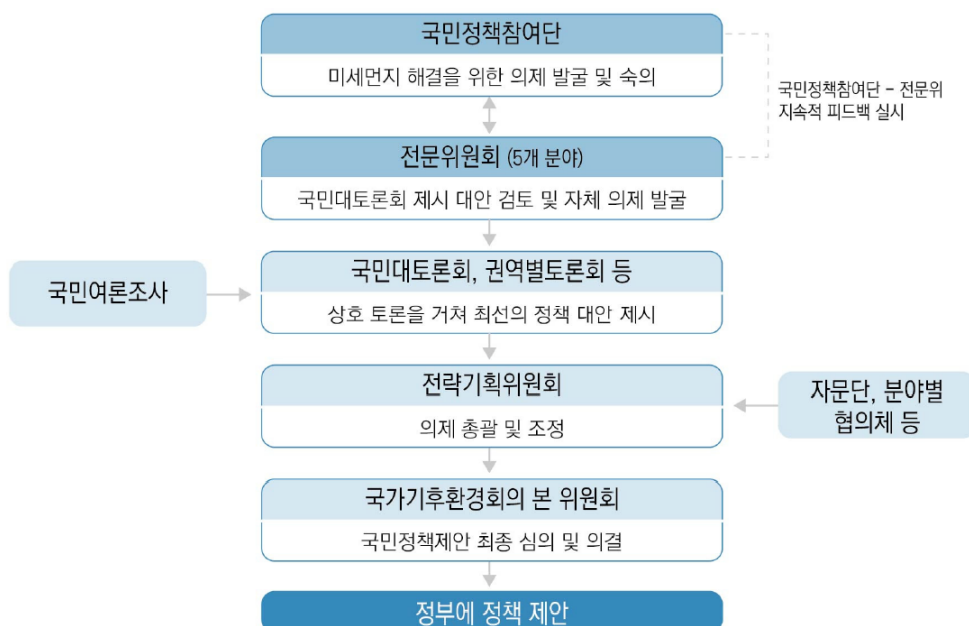 국민정책참여단
미세먼지 해결을 위한 의제 발굴 및 숙의
국민정책참여단 – 전문위
지속적 피드백 실시
전문위원회 (5개 분야)
국민대토론회 제시 대안 검토 및 자체 의제 발굴
국민여론조사
국민대토론회, 권역별토론회 등
상호 토론을 거쳐 최선의 정책 대안 제시
전략기획위원회
의제 총괄 및 조정
자문단, 분야별
협의체 등
국가기후환경회의 본 위원회
국민정책제안 최종 심의 및 의결
정부에 정책 제안